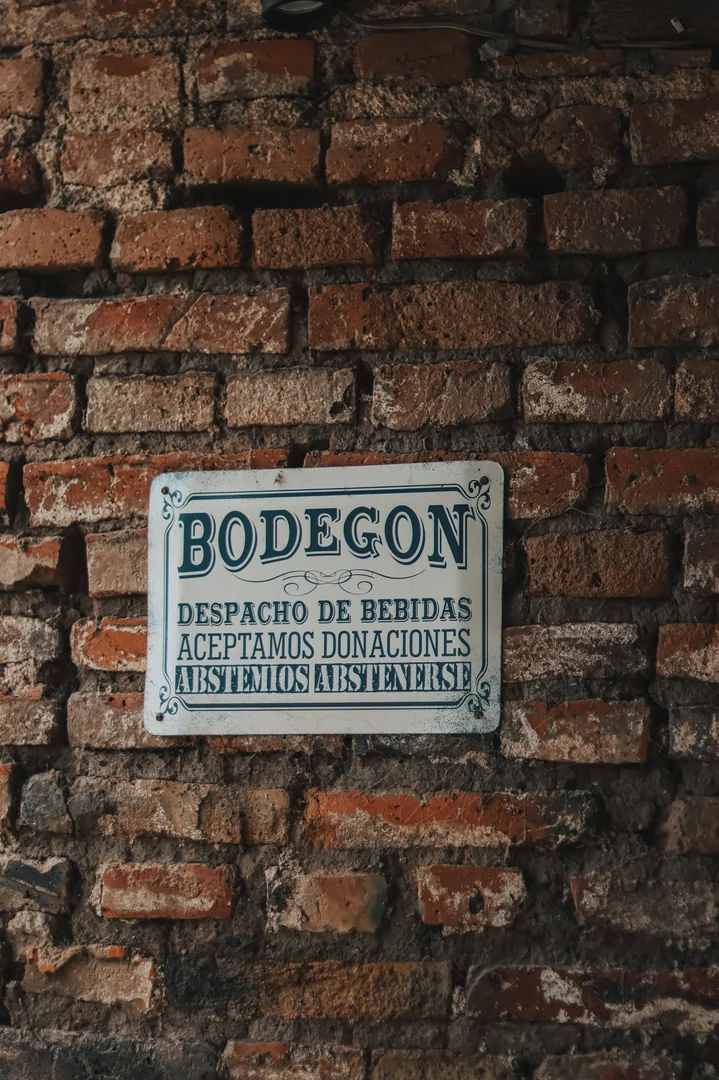 BODEGON
DESPACHO DE BEBIDAS
ACEPTAMOS DONACIONES
ABSTEMIOS ABSTENERSE